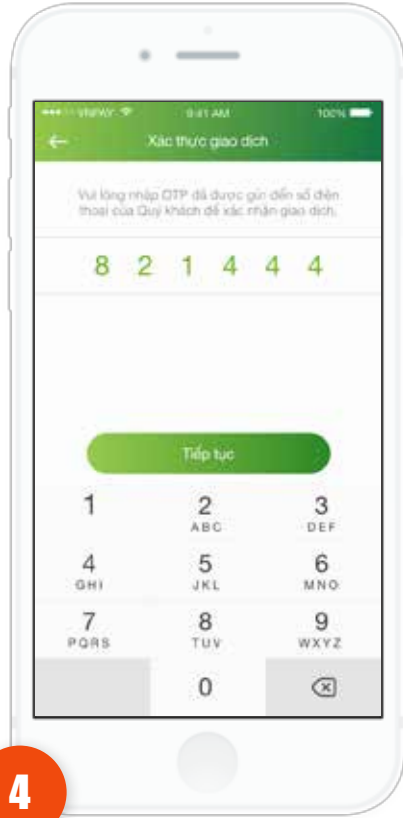 9:41 AM 100%
Xác thực giao dịch
Vui lòng nhập OTP đã được gửi đến số điện
thoại của Quý khách để xác nhận giao dịch.
8 2 1 4 4 4
Tiếp tục
1 2 3
ABC DEF
4 5 6
GHI JKL MNO
7 8 9
PQRS TUV WXYZ
0
4